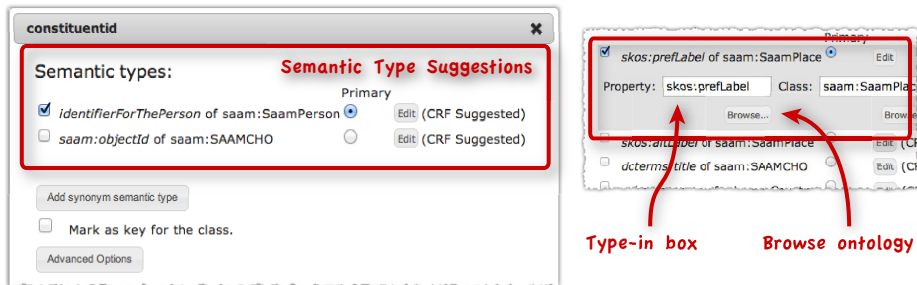 constituentid
Semantic types:
Semantic Type Suggestions
Primary
identifierForThePerson of saam:SaamPerson Edit (CRF Suggested)
saam:objectId of saam:SAAMCHO Edit (CRF Suggested)
Add synonym semantic type
Mark as key for the class.
Advanced Options
Primary
skos:prefLabel of saam:SaamPlace Edit
Property: skos:prefLabel Class: saam:SaamPlac
Browse... Browse
skos:altLabel of saam:SaamPlace Edit (CR
dcterms:title of saam:SAAMCHO Edit (CR
Type-in box
Browse ontology